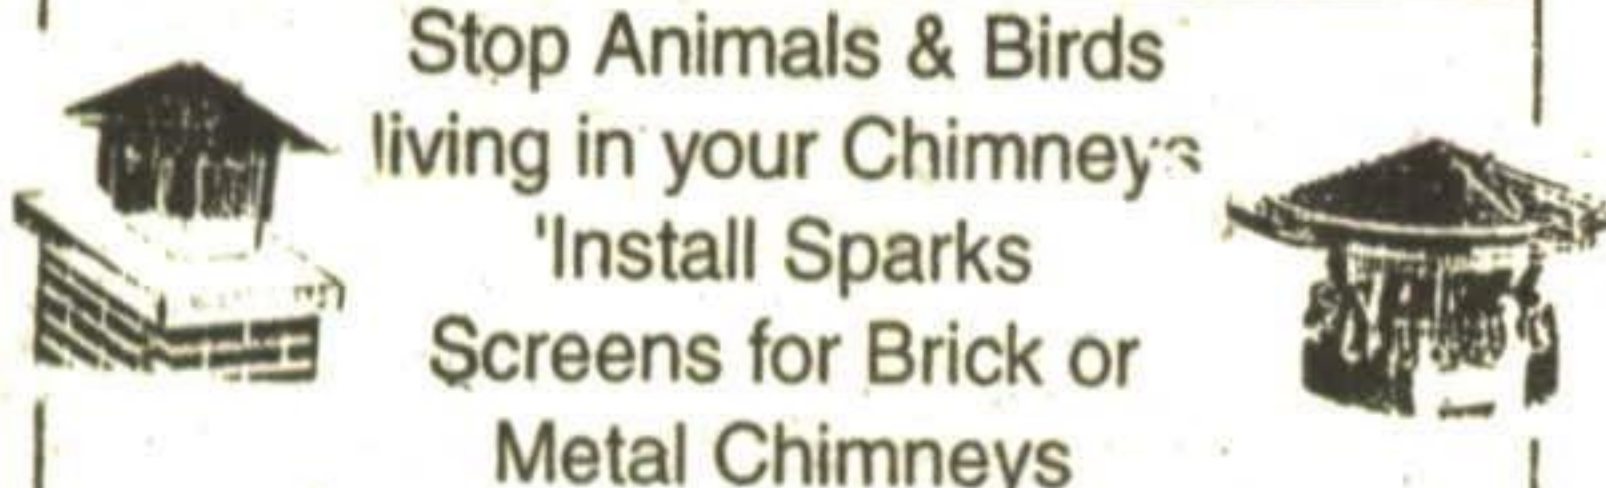 Stop Animals & Birds
living in your Chimneys
'Install Sparks
Screens for Brick or
Metal Chimneys